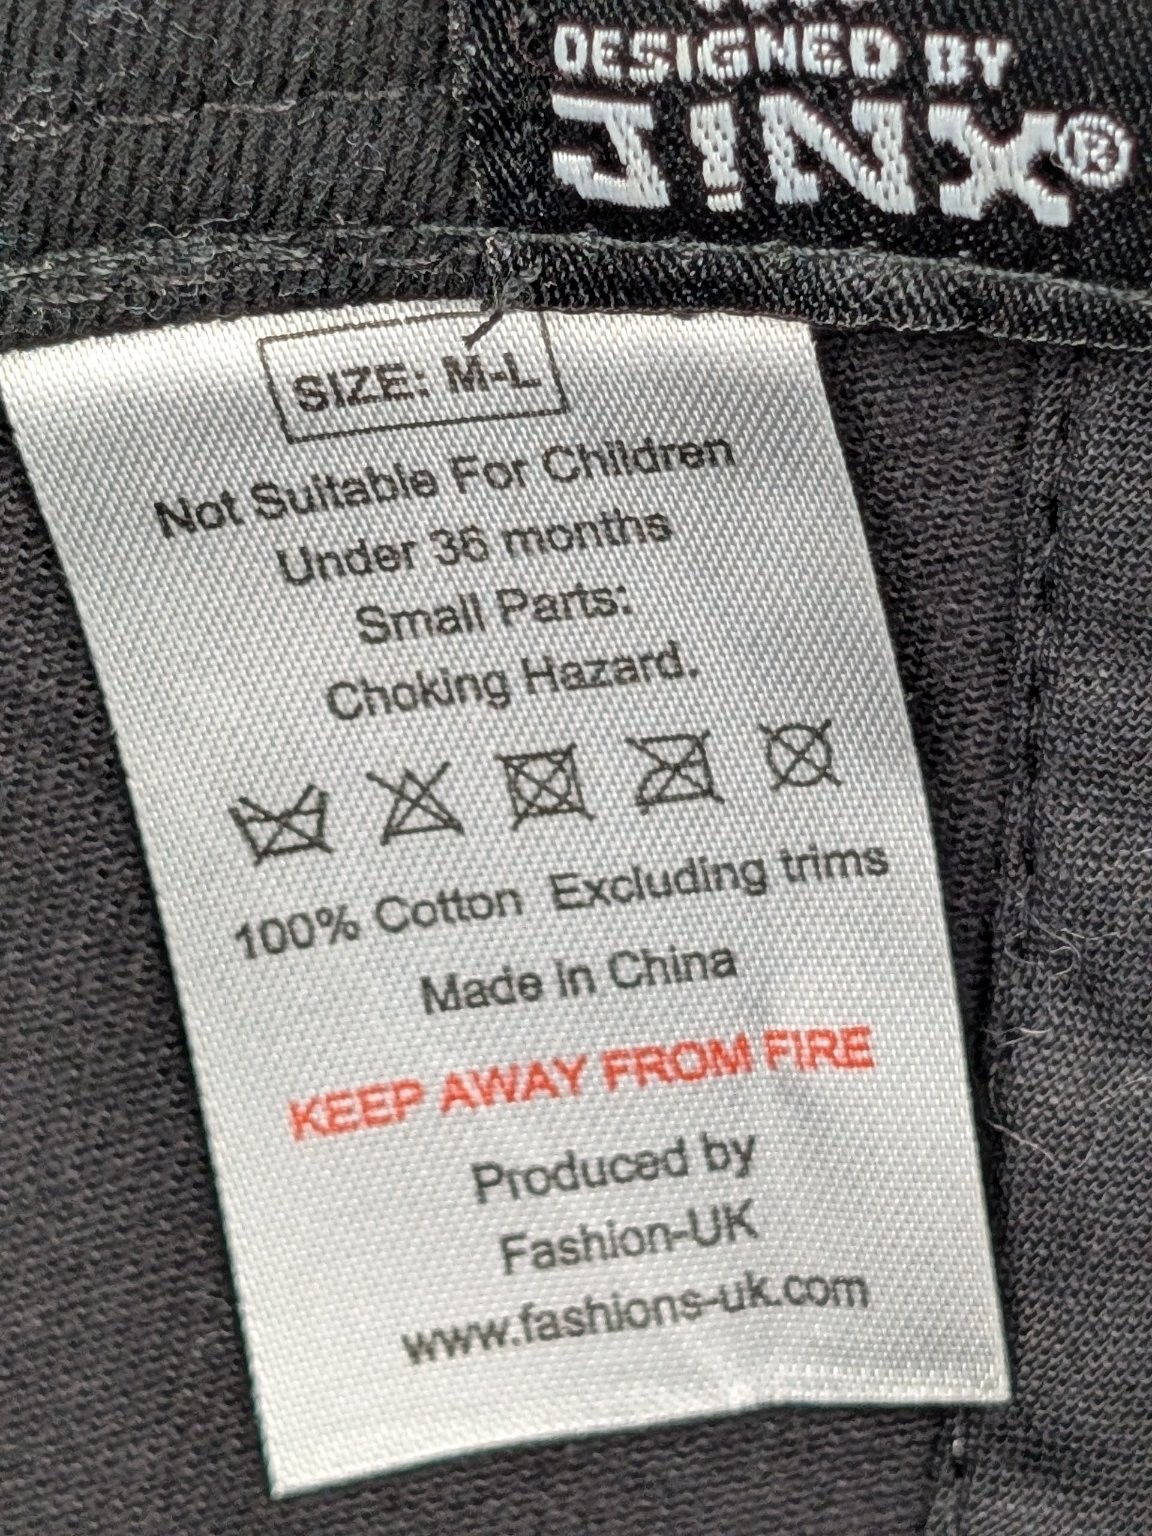 DESIGNED BY
J!NX®
SIZE: M-L
Not Suitable For Children
Under 36 months
Small Parts:
Choking Hazard.
100% Cotton Excluding trims
Made in China
KEEP AWAY FROM FIRE
Produced by
Fashion-UK
www.fashions-uk.com